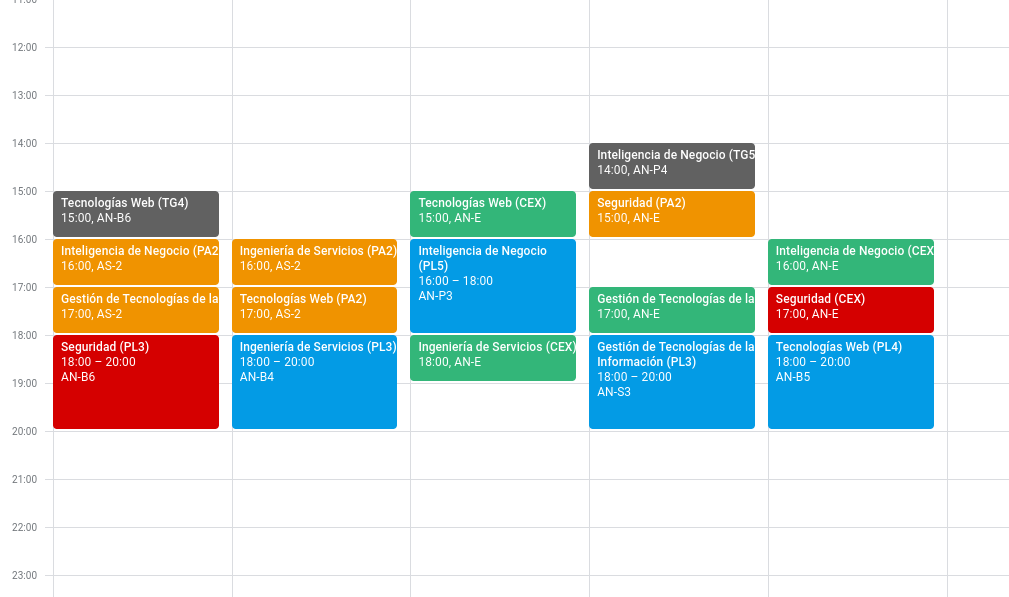 11:00
12:00
13:00
14:00
15:00
16:00
17:00
18:00
19:00
20:00
21:00
22:00
23:00
Tecnologías Web (TG4)
15:00, AN-B6
Inteligencia de Negocio (PA2
16:00, AS-2
Gestión de Tecnologías de la
17:00, AS-2
Seguridad (PL3)
18:00 – 20:00
AN-B6
Ingeniería de Servicios (PA2)
16:00, AS-2
Tecnologías Web (PA2)
17:00, AS-2
Ingeniería de Servicios (PL3)
18:00 – 20:00
AN-B4
Tecnologías Web (CEX)
15:00, AN-E
Inteligencia de Negocio
(PL5)
16:00 – 18:00
AN-P3
Ingeniería de Servicios (CEX)
18:00, AN-E
Inteligencia de Negocio (TG5
14:00, AN-P4
Seguridad (PA2)
15:00, AN-E
Gestión de Tecnologías de la
17:00, AN-E
Gestión de Tecnologías de la
Información (PL3)
18:00 – 20:00
AN-S3
Inteligencia de Negocio (CEX
16:00, AN-E
Seguridad (CEX)
17:00, AN-E
Tecnologías Web (PL4)
18:00 – 20:00
AN-B5